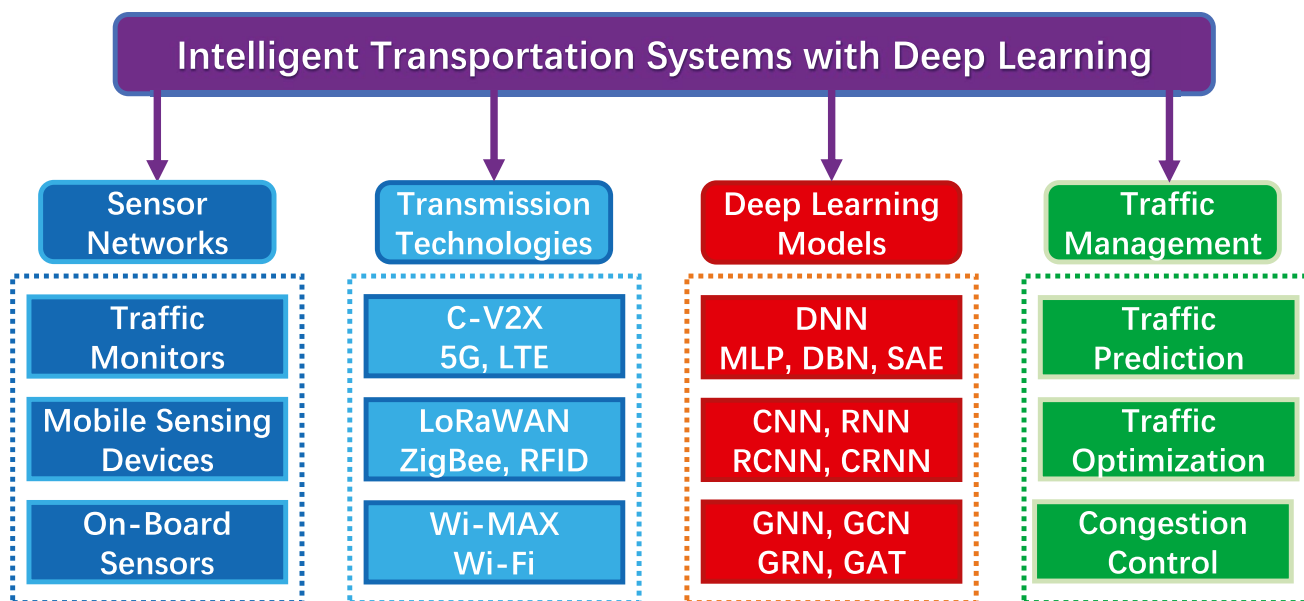 Intelligent Transportation Systems with Deep Learning
Sensor
Networks
Traffic
Monitors
Mobile Sensing
Devices
On-Board
Sensors
Transmission
Technologies
C-V2X
5G, LTE
LoRaWAN
ZigBee, RFID
Wi-MAX
Wi-Fi
Deep Learning
Models
DNN
MLP, DBN, SAE
CNN, RNN
RCNN, CRNN
GNN, GCN
GRN, GAT
Traffic
Management
Traffic
Prediction
Traffic
Optimization
Congestion
Control